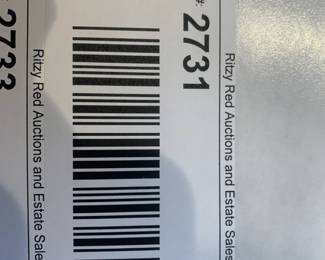 #: 2731
Ritzy Red Auctions and Estate Sales
2733
Ritzy Red Auctions and Estate Sales